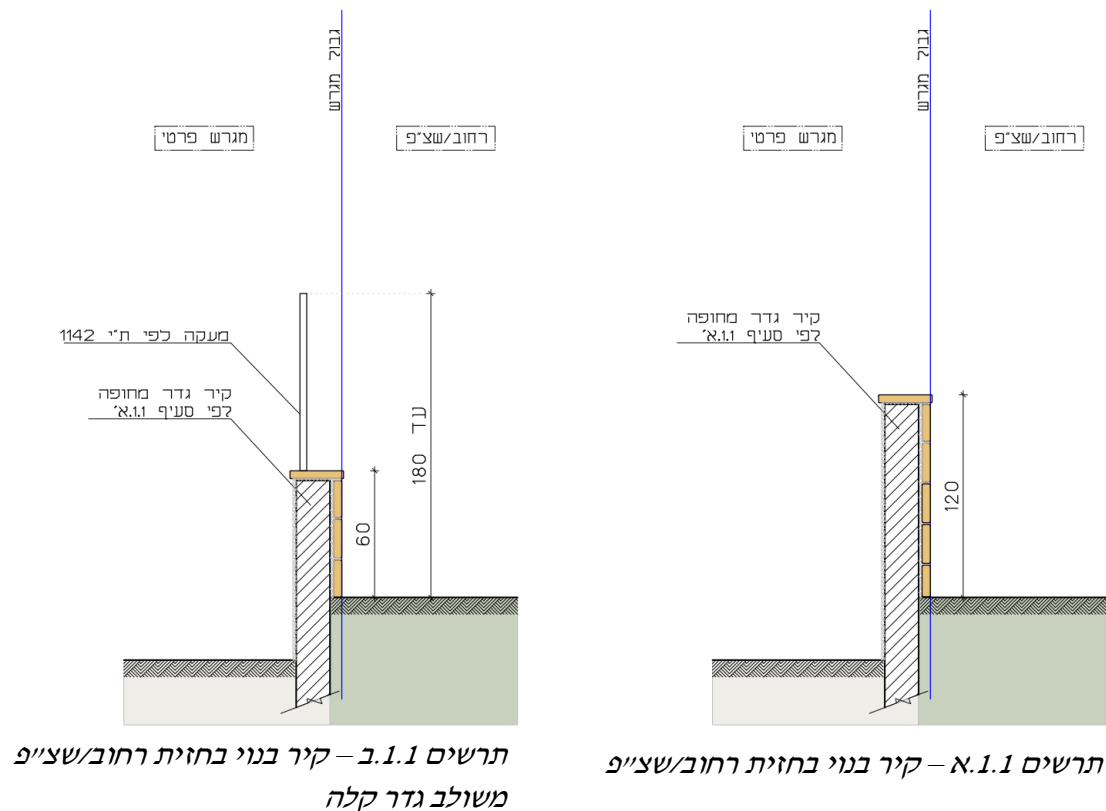 גבול מגרש
רחוב/שצ"פ
מגרש פרטי
קיר גדר מחופה
לפי סעיף 1.1.א'
120
תרשים 1.1.א – קיר בנוי בחזית רחוב/שצ"פ
גבול מגרש
רחוב/שצ"פ
מגרש פרטי
מעקה לפי ת"י 1142
קיר גדר מחופה
לפי סעיף 1.1.א'
עד 180
60
תרשים 1.1.ב – קיר בנוי בחזית רחוב/שצ"פ
משולב גדר קלה